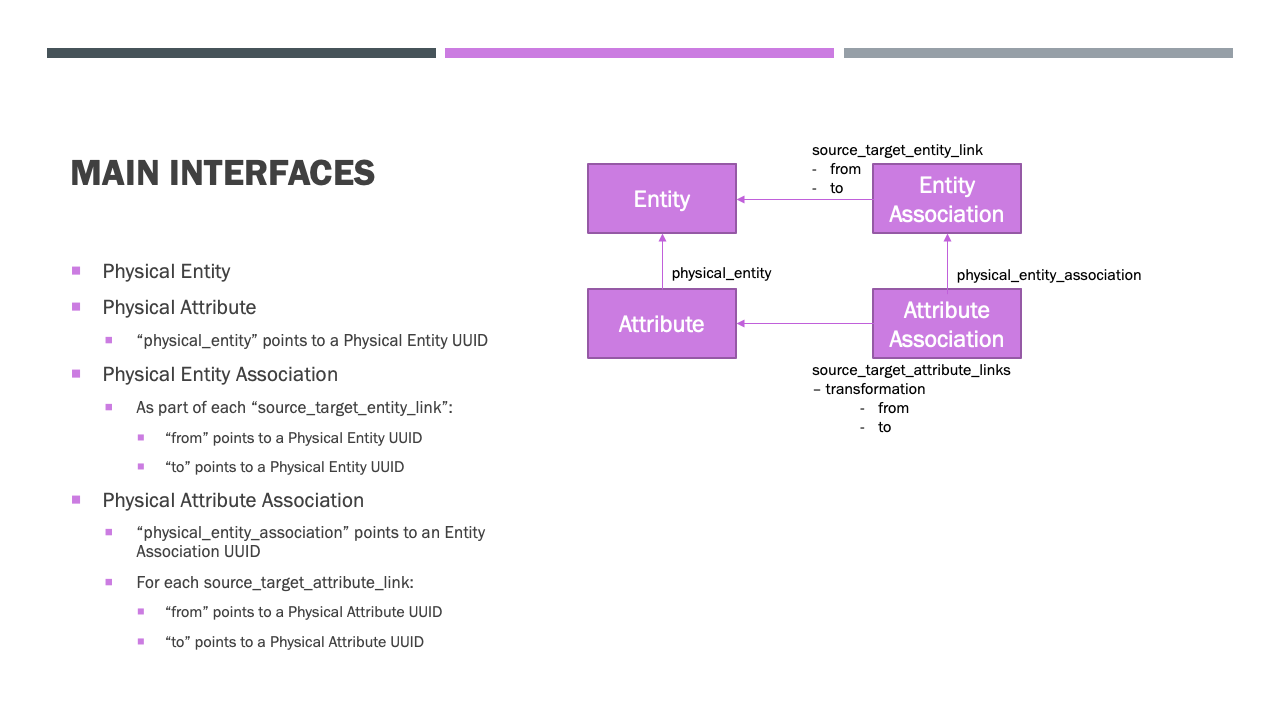 MAIN INTERFACES
Physical Entity
Physical Attribute
“physical_entity” points to a Physical Entity UUID
Physical Entity Association
As part of each “source_target_entity_link”:
“from” points to a Physical Entity UUID
“to” points to a Physical Entity UUID
Physical Attribute Association
“physical_entity_association” points to an Entity
Association UUID
For each source_target_attribute_link:
“from” points to a Physical Attribute UUID
“to” points to a Physical Attribute UUID
source_target_entity_link
- from
- to
Entity
Entity
Association
physical_entity
physical_entity_association
Attribute
Attribute
Association
source_target_attribute_links
– transformation
- from
- to